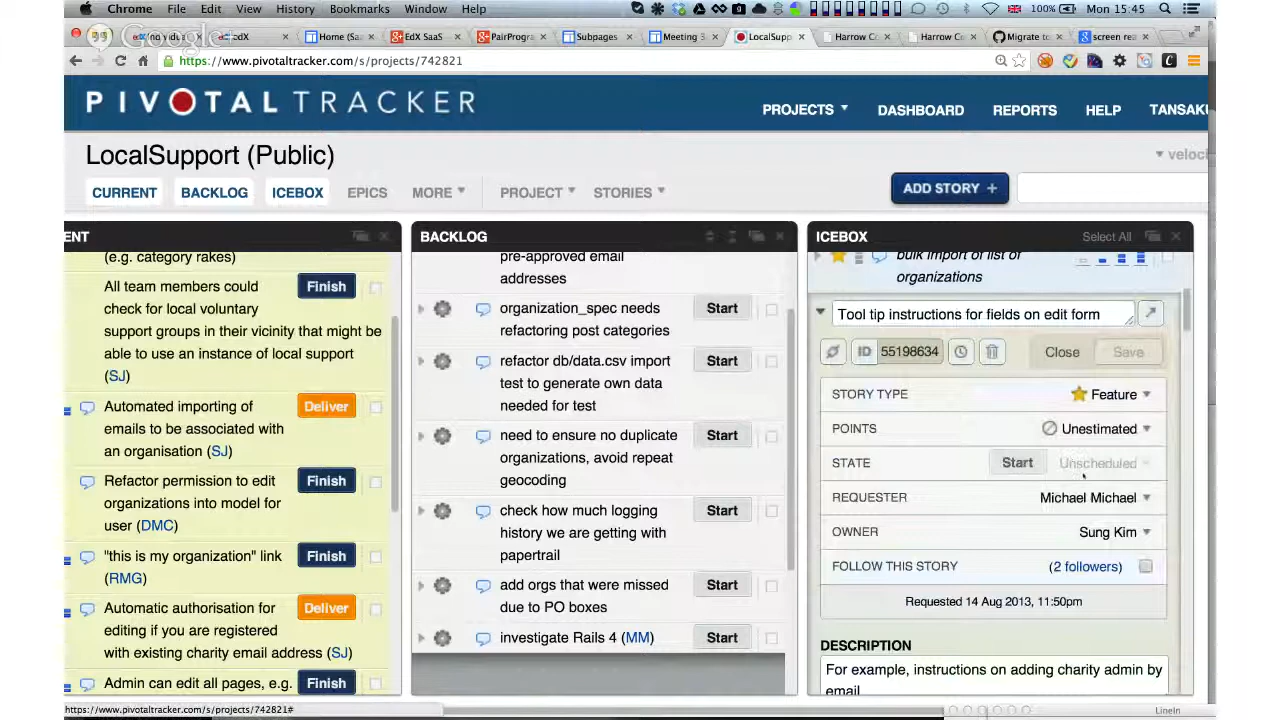 Chrome File Edit View History Bookmarks Window Help 100% Mon 15:45
Google
EdX Home (Sa EdX SaaS PairProgra Subpages Meeting 3 LocalSupp Harrow Co Harrow Co Migrate to screen rea
https://www.pivotaltracker.com/s/projects/742821
PIVOTAL TRACKER
PROJECTS DASHBOARD REPORTS HELP TANSAKU
LocalSupport (Public)
veloci
CURRENT BACKLOG ICEBOX EPICS MORE PROJECT STORIES
ADD STORY +
ENT
(e.g. category rakes)
All team members could
check for local voluntary
support groups in their vicinity that might be
able to use an instance of local support
(SJ)
Finish
Automated importing of
emails to be associated with
an organisation (SJ)
Deliver
Refactor permission to edit
organizations into model for
user (DMC)
Finish
"this is my organization" link
(RMG)
Finish
Automatic authorisation for
editing if you are registered
with existing charity email address (SJ)
Deliver
Admin can edit all pages, e.g.
Finish
BACKLOG
pre-approved email
addresses
organization_spec needs
refactoring post categories
Start
refactor db/data.csv import
test to generate own data
needed for test
Start
need to ensure no duplicate
organizations, avoid repeat
geocoding
Start
check how much logging
history we are getting with
papertrail
Start
add orgs that were missed
due to PO boxes
Start
investigate Rails 4 (MM)
Start
ICEBOX
Select All
bulk import of list of
organizations
Tool tip instructions for fields on edit form
ID 55198634
Close Save
STORY TYPE Feature
POINTS Unestimated
STATE Start Unscheduled
REQUESTER Michael Michael
OWNER Sung Kim
FOLLOW THIS STORY (2 followers)
Requested 14 Aug 2013, 11:50pm
DESCRIPTION
For example, instructions on adding charity admin by
email
https://www.pivotaltracker.com/s/projects/742821#
LineIn